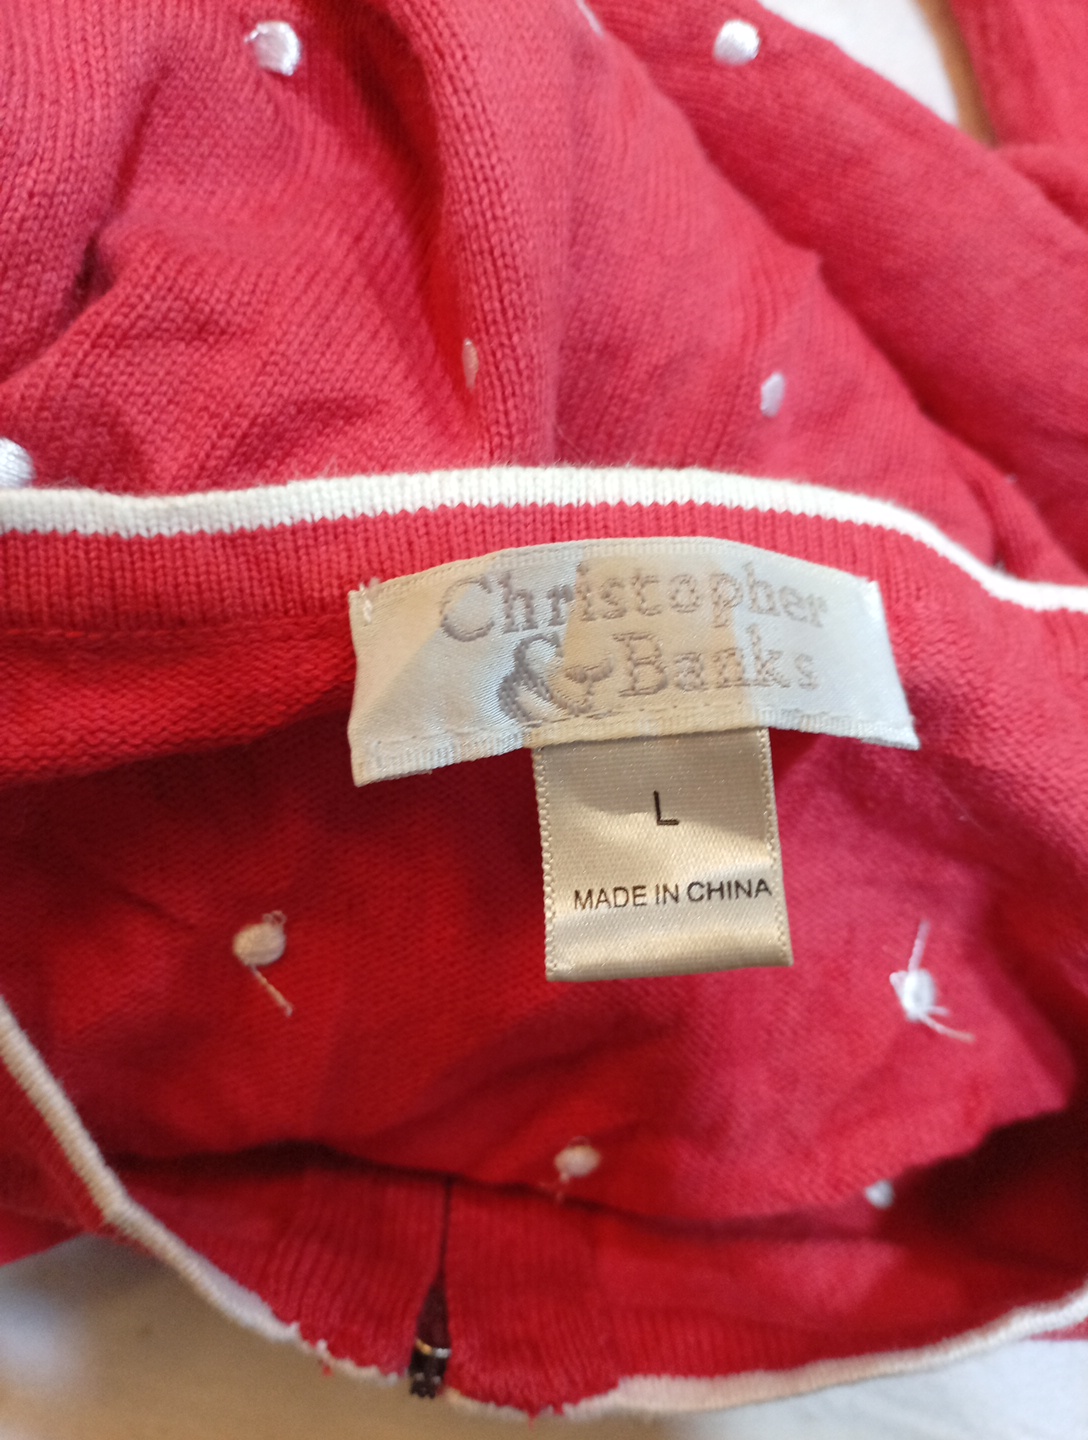 Christopher
& Banks
L
MADE IN CHINA